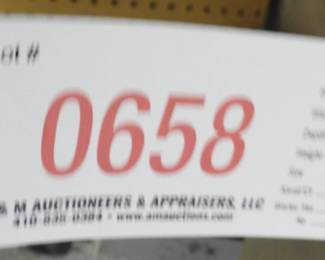 ot #
0658
& M AUCTIONEERS & APPRAISERS, LLC
410-835-0384 • www.amauctions.com